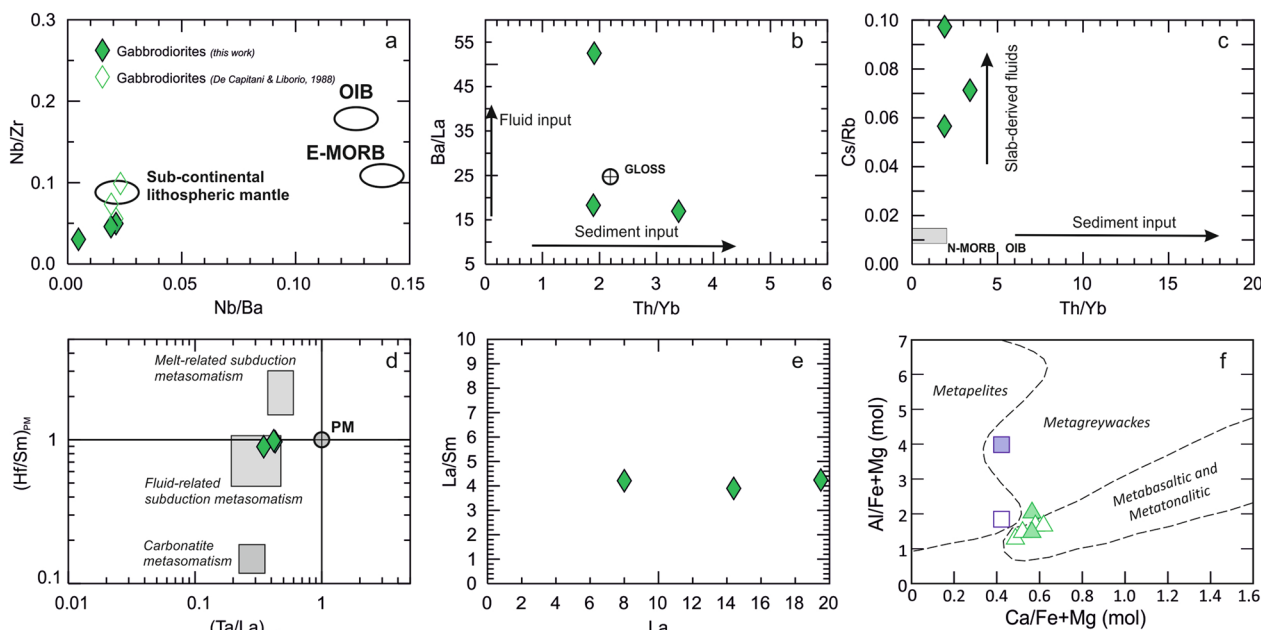 a
0.3
0.2
0.1
0.0
0.00
0.05
0.10
0.15
Nb/Zr
Nb/Ba
Gabbrodiorites (this work)
Gabbrodiorites (De Capitani & Liborio, 1988)
OIB
E-MORB
Sub-continental
lithospheric mantle
b
55
45
35
25
15
5
0
1
2
3
4
5
6
Ba/La
Th/Yb
Fluid input
GLOSS
Sediment input
c
0.10
0.08
0.06
0.04
0.02
0.00
0
5
10
15
20
Cs/Rb
Th/Yb
Slab-derived fluids
Sediment input
N-MORB, OIB
d
1
0.1
0.01
0.1
1
(Hf/Sm)PM
(Ta/La)
Melt-related subduction
metasomatism
PM
Fluid-related
subduction metasomatism
Carbonatite
metasomatism
e
10
9
8
7
6
5
4
3
2
1
0
0
2
4
6
8
10
12
14
16
18
20
La/Sm
La
f
7
6
5
4
3
2
1
0
0
0.2
0.4
0.6
0.8
1.0
1.2
1.4
1.6
Al/Fe+Mg (mol)
Ca/Fe+Mg (mol)
Metapelites
Metagreywackes
Metabasaltic and
Metatonalitic